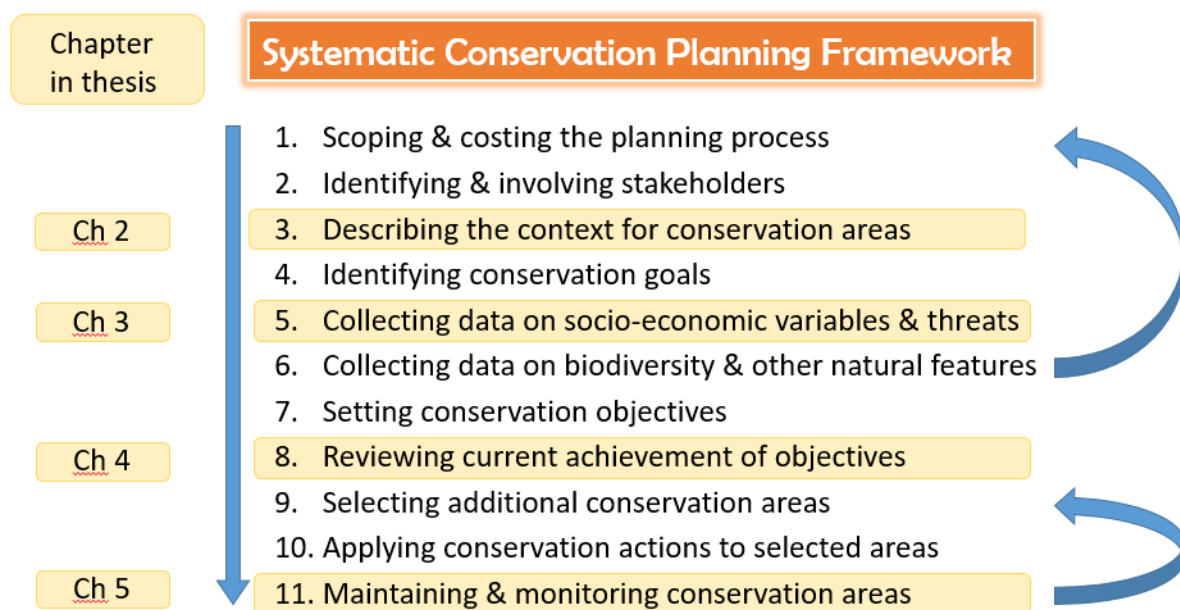 Chapter
in thesis
Systematic Conservation Planning Framework
1. Scoping & costing the planning process
2. Identifying & involving stakeholders
Ch 2
3. Describing the context for conservation areas
4. Identifying conservation goals
Ch 3
5. Collecting data on socio-economic variables & threats
6. Collecting data on biodiversity & other natural features
7. Setting conservation objectives
Ch 4
8. Reviewing current achievement of objectives
9. Selecting additional conservation areas
10. Applying conservation actions to selected areas
Ch 5
11. Maintaining & monitoring conservation areas